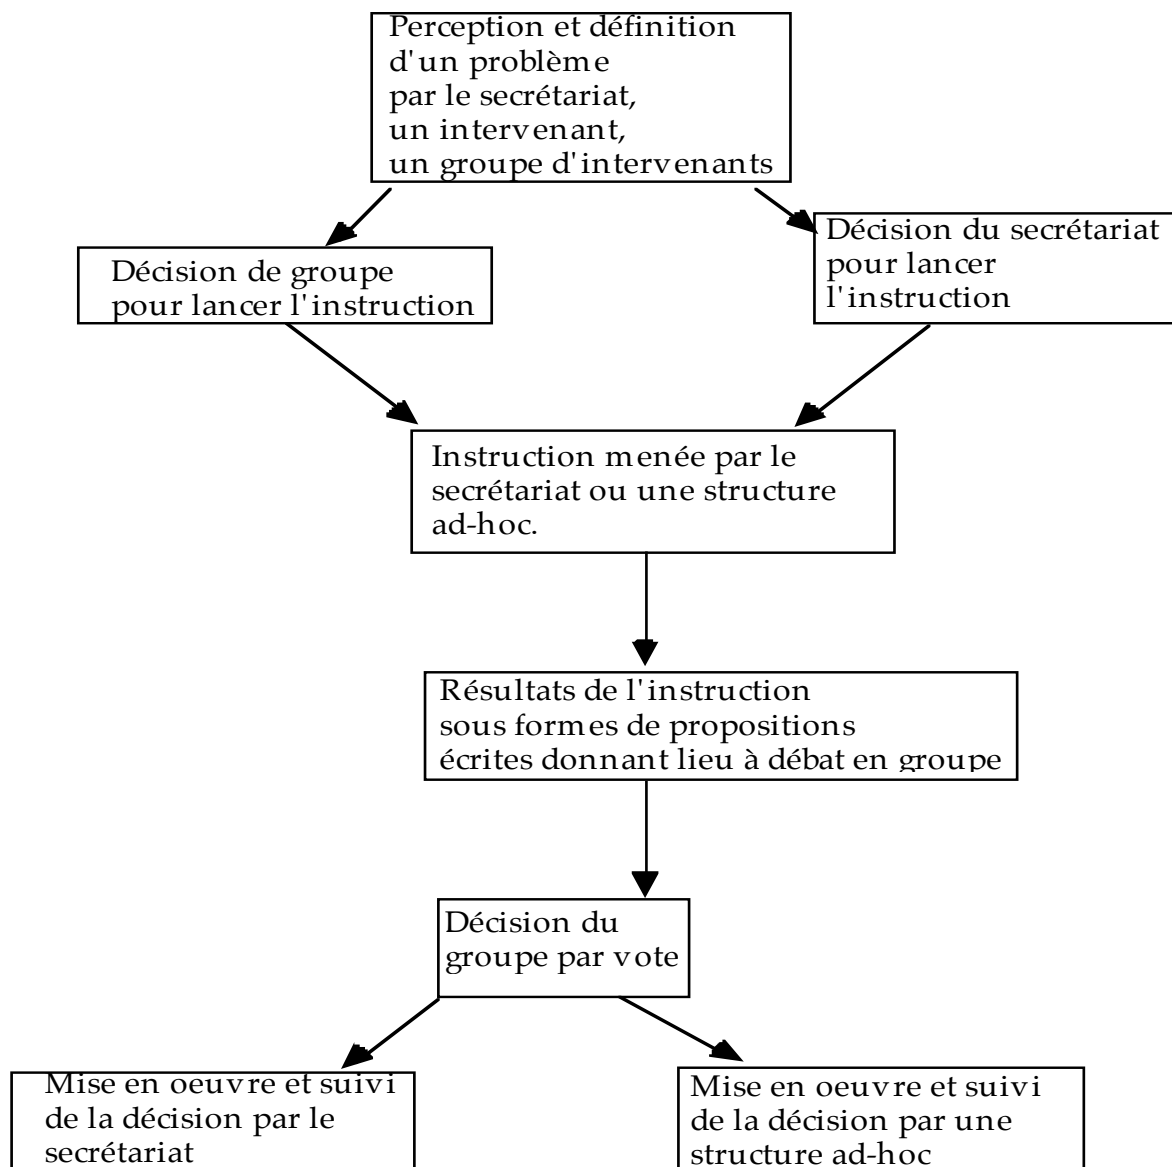 Perception et définition
d'un problème
par le secrétariat,
un intervenant,
un groupe d'intervenants
Décision de groupe
pour lancer l'instruction
Décision du secrétariat
pour lancer
l'instruction
Instruction menée par le
secrétariat ou une structure
ad-hoc.
Résultats de l'instruction
sous formes de propositions
écrites donnant lieu à débat en groupe
Décision du
groupe par vote
Mise en oeuvre et suivi
de la décision par le
secrétariat
Mise en oeuvre et suivi
de la décision par une
structure ad-hoc